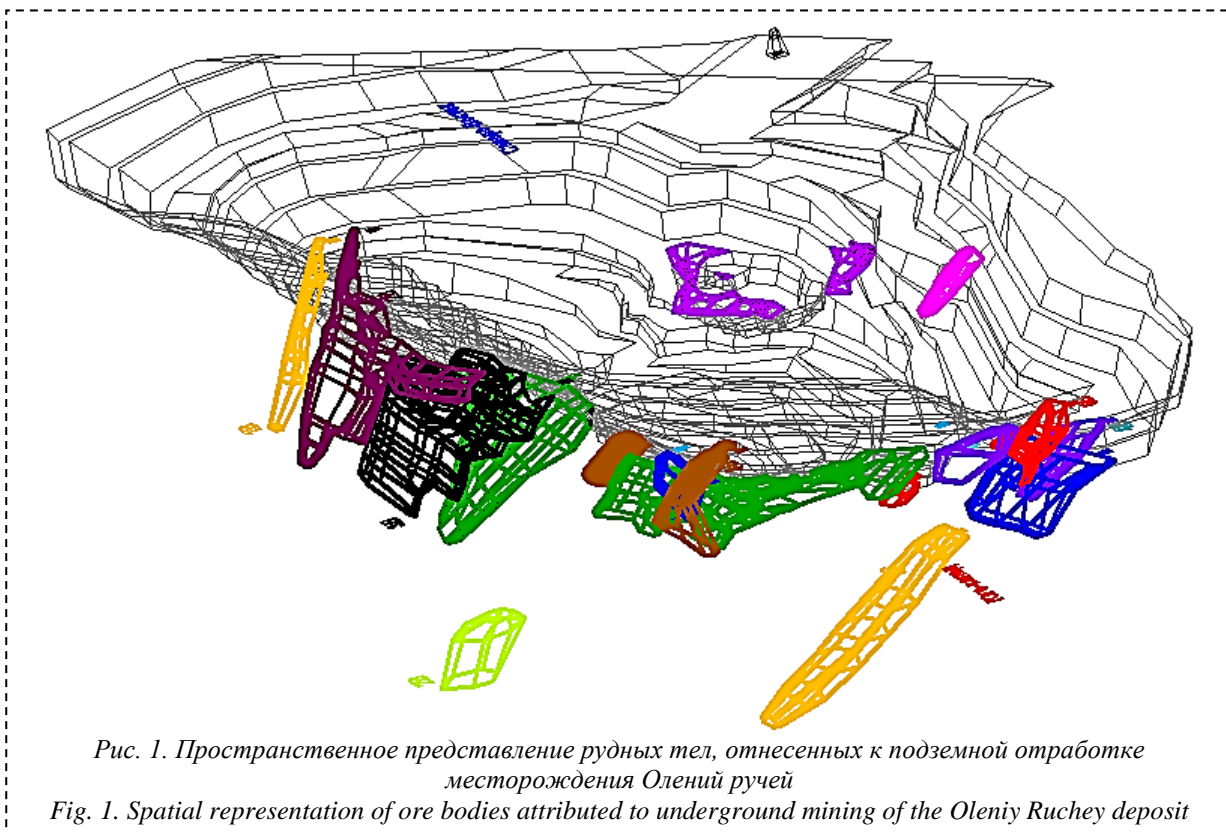 Рис. 1. Пространственное представление рудных тел, отнесенных к подземной отработке
месторождения Олений ручей
Fig. 1. Spatial representation of ore bodies attributed to underground mining of the Oleniy Ruchey deposit